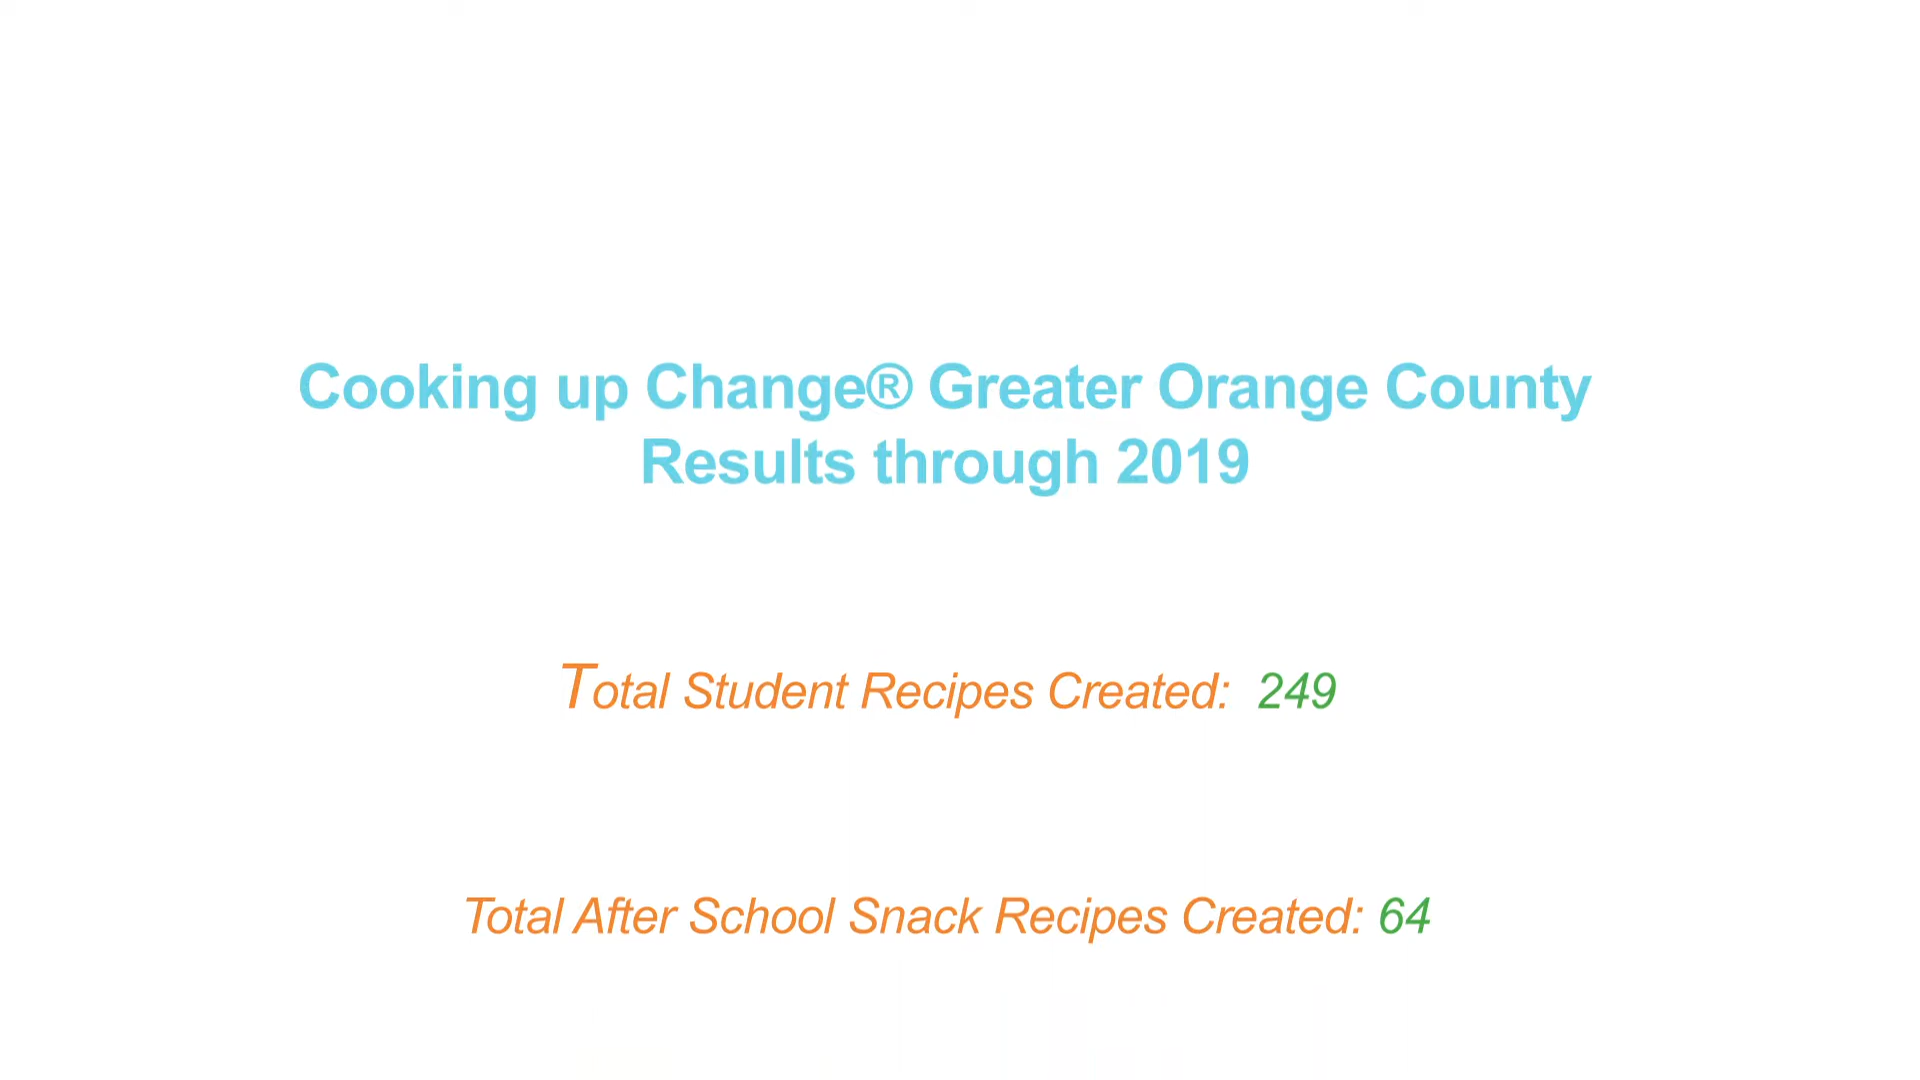 Cooking up Change® Greater Orange County
Results through 2019
Total Student Recipes Created: 249
Total After School Snack Recipes Created: 64